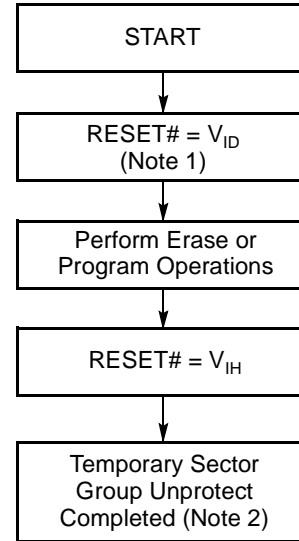 START
RESET# = V_ID
(Note 1)
Perform Erase or
Program Operations
RESET# = V_IH
Temporary Sector
Group Unprotect
Completed (Note 2)